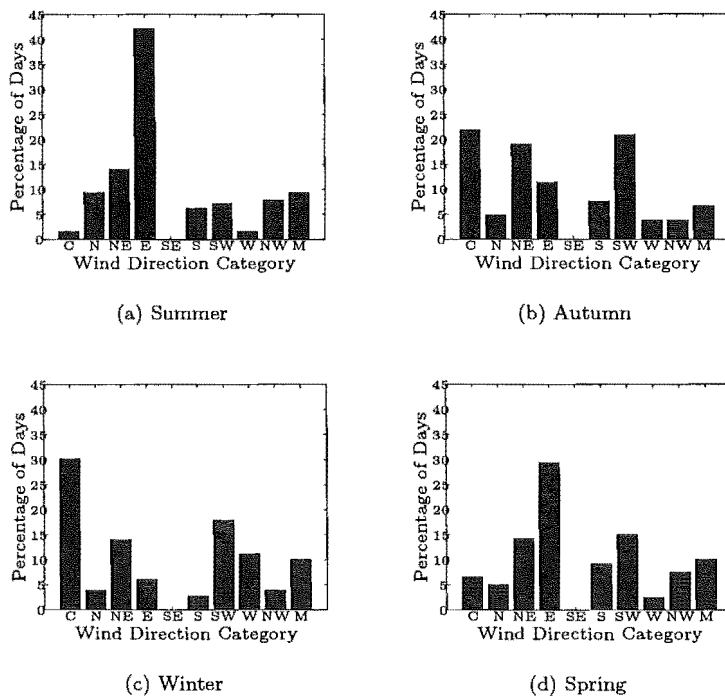 45
40
35
30
25
20
15
10
5
0
Percentage of Days
C N NE E SE S SW W NW M
Wind Direction Category
(a) Summer
45
40
35
30
25
20
15
10
5
0
Percentage of Days
C N NE E SE S SW W NW M
Wind Direction Category
(b) Autumn
45
40
35
30
25
20
15
10
5
0
Percentage of Days
C N NE E SE S SW W NW M
Wind Direction Category
(c) Winter
45
40
35
30
25
20
15
10
5
0
Percentage of Days
C N NE E SE S SW W NW M
Wind Direction Category
(d) Spring